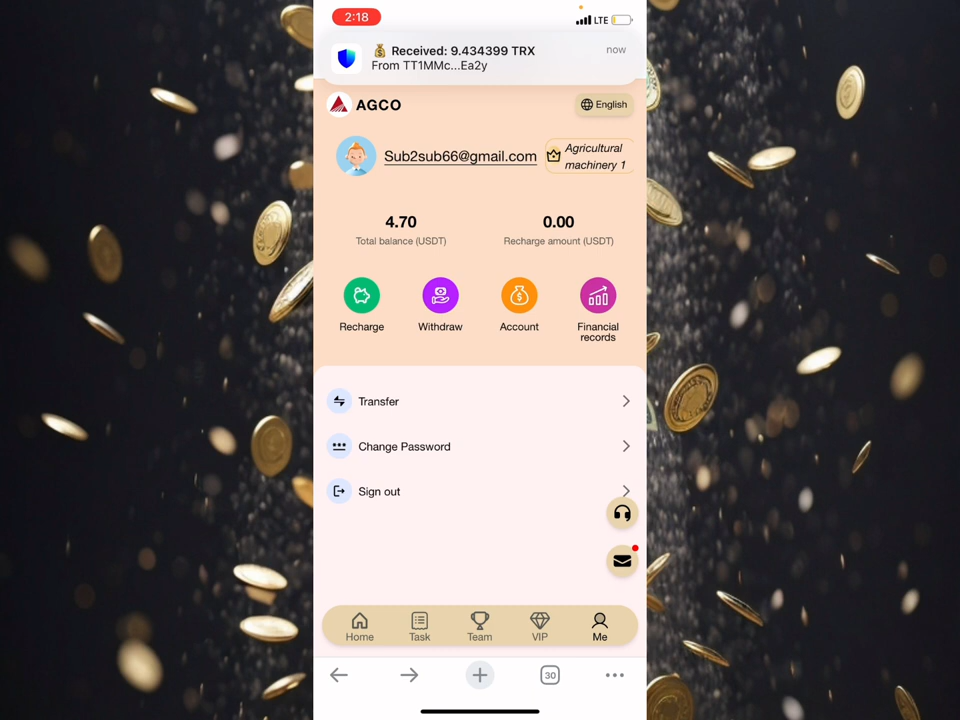 2:18
LTE
💰 Received: 9.434399 TRX
now
From TT1MMc...Ea2y
AGCO
English
Sub2sub66@gmail.com
Agricultural
machinery 1
4.70
0.00
Total balance (USDT)
Recharge amount (USDT)
Recharge
Withdraw
Account
Financial
records
Transfer
Change Password
Sign out
Home
Task
Team
VIP
Me
30